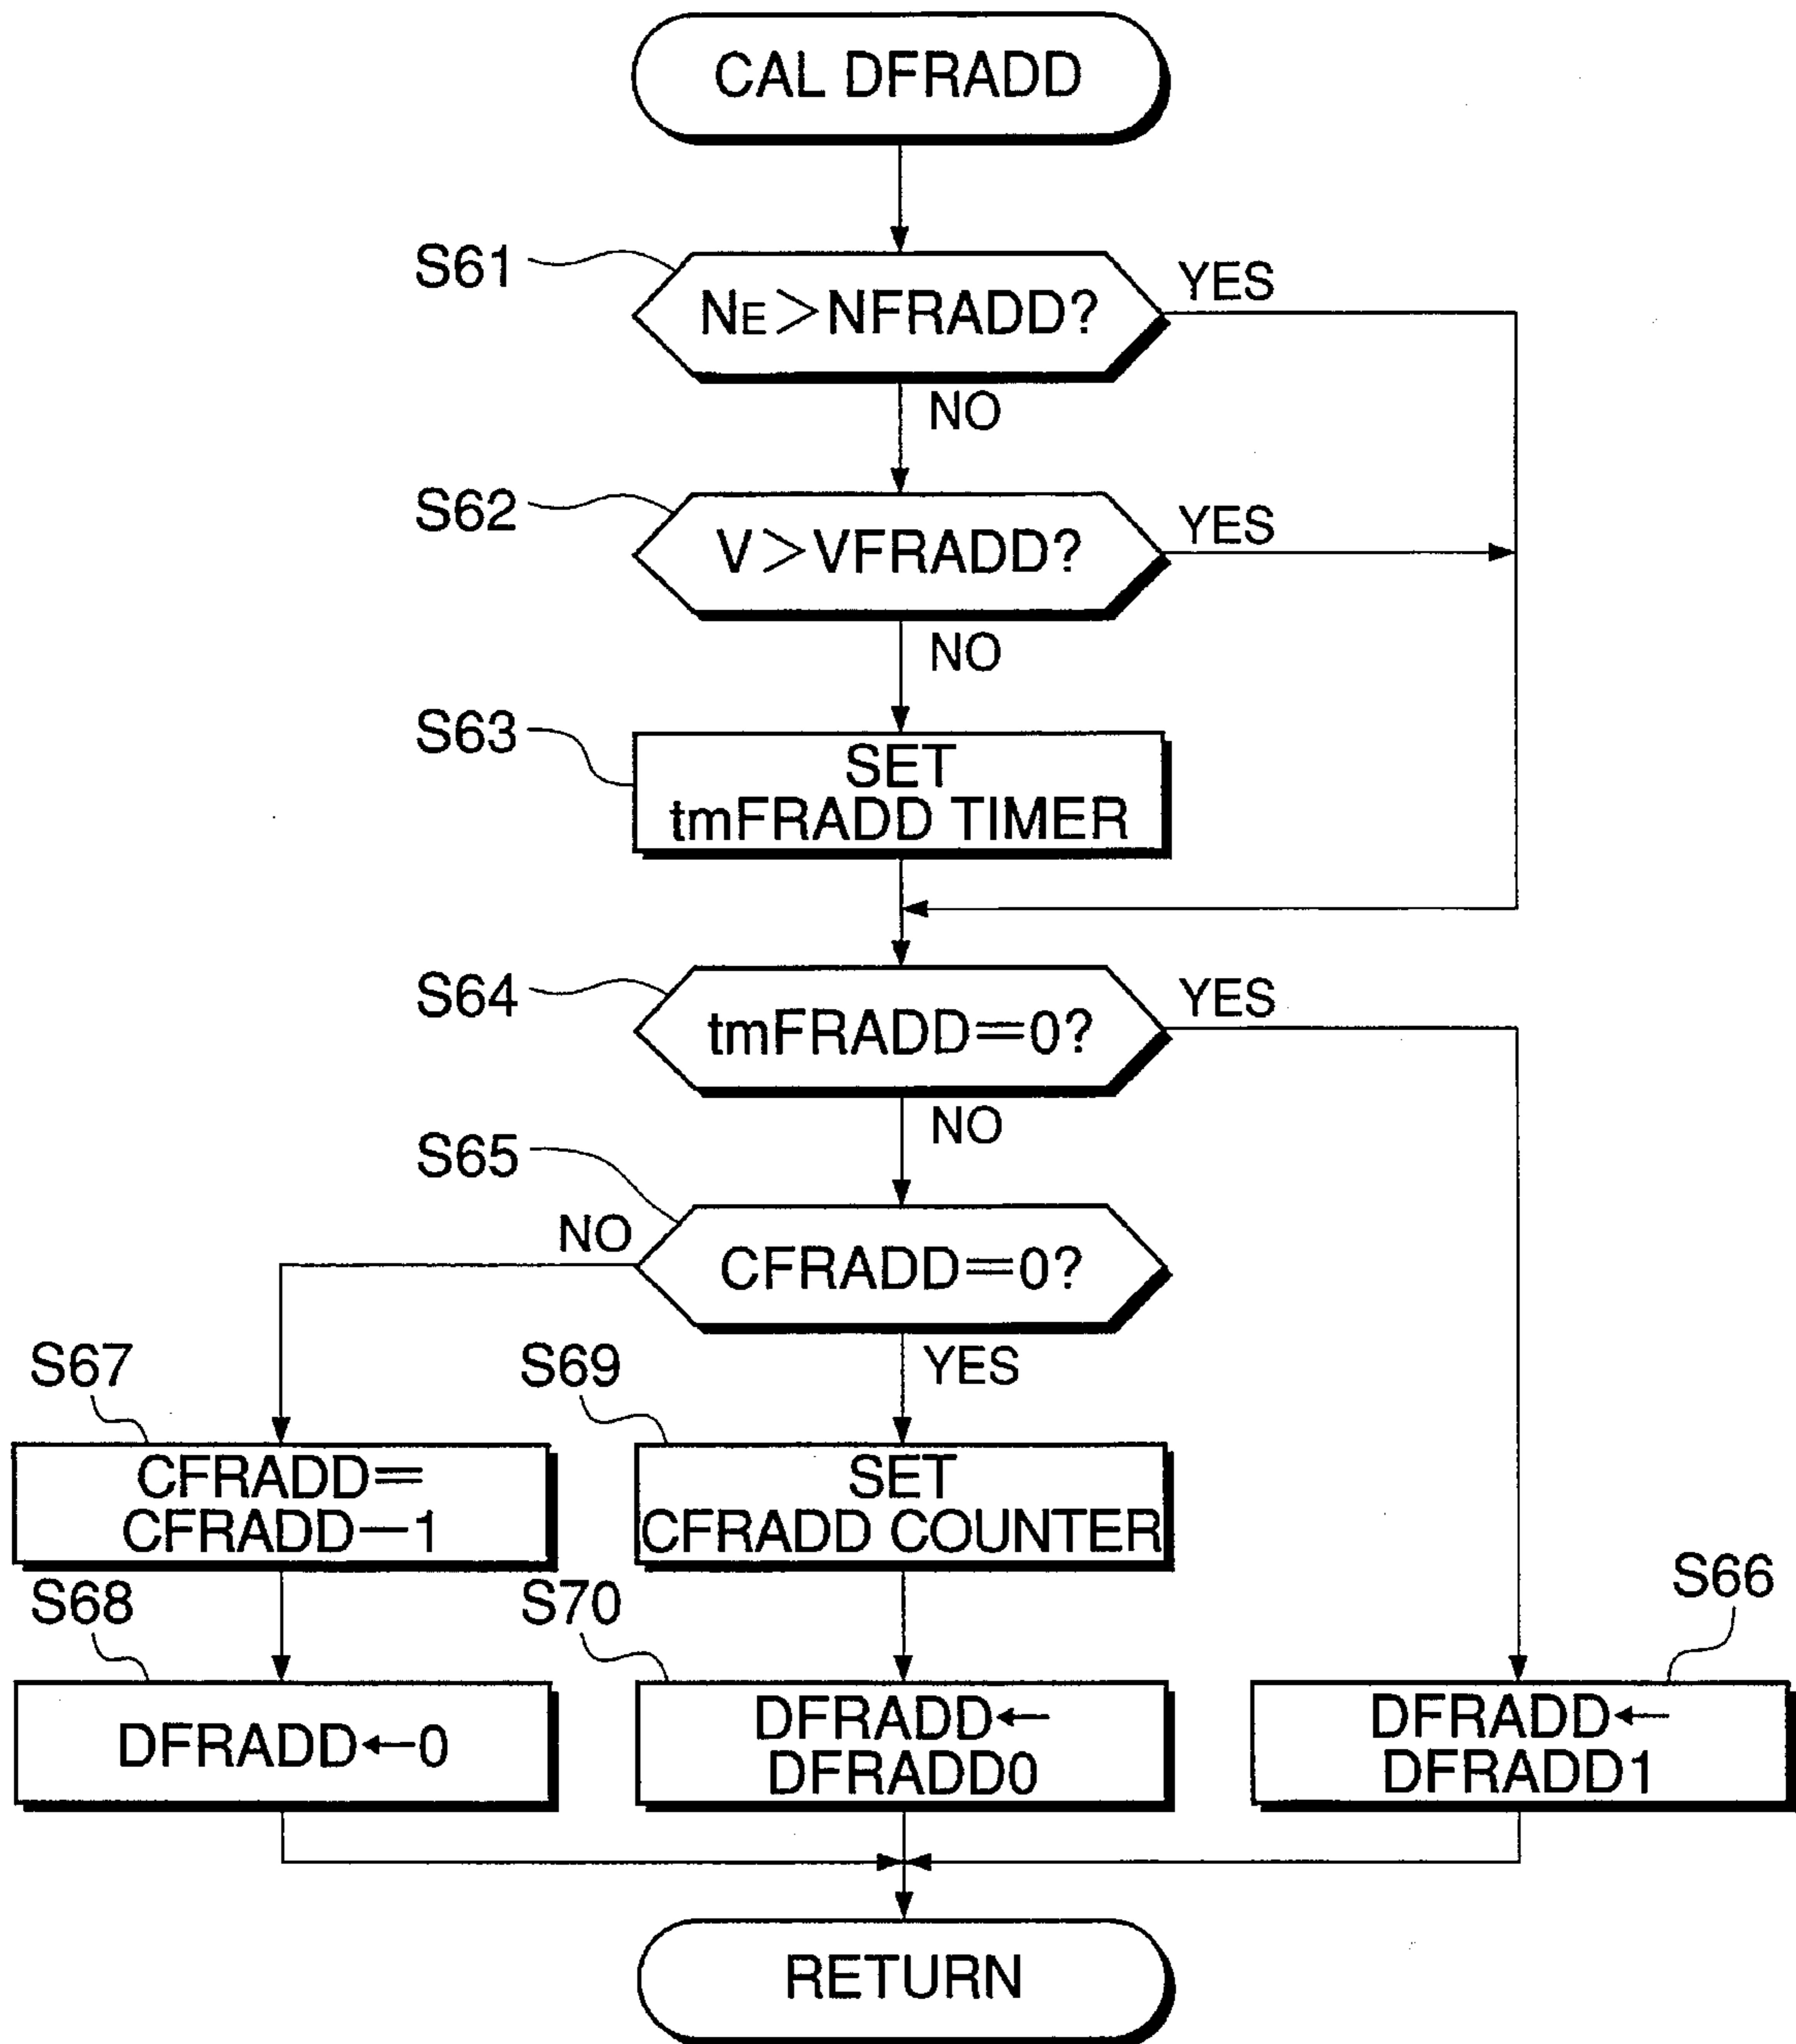 CAL DFRADD
S61
NE>NFRADD?
YES
NO
S62
V>VFRADD?
YES
NO
S63
SET
tmFRADD TIMER
S64
tmFRADD=0?
YES
NO
S65
NO
CFRADD=0?
YES
S67
CFRADD=
CFRADD-1
S69
SET
CFRADD COUNTER
S68
DFRADD←0
S70
DFRADD←
DFRADD0
S66
DFRADD←
DFRADD1
RETURN